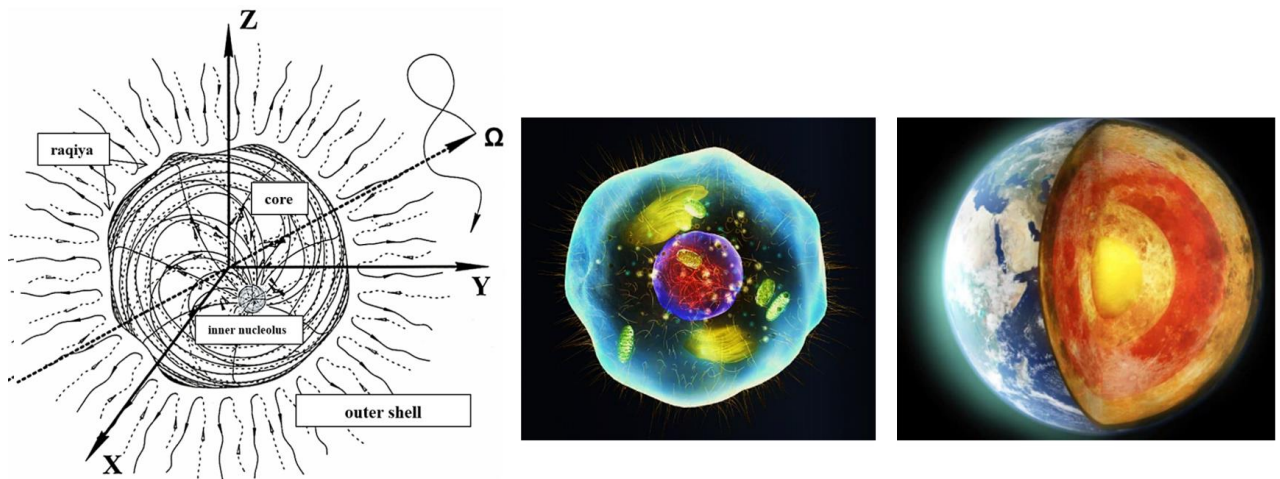 Z
Ω
raqiya
core
Y
inner nucleolus
outer shell
X